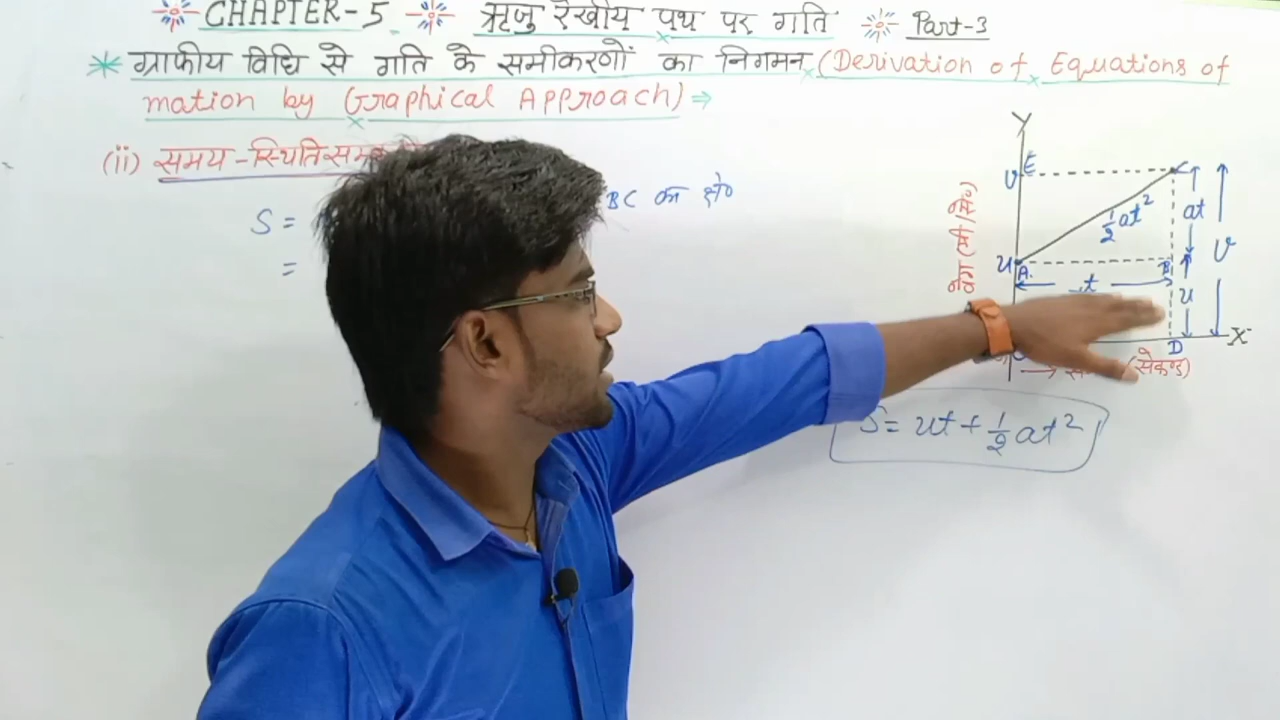 CHAPTER-5 ऋजु रेखीय पथ पर गति Part-3
* ग्राफीय विधि से गति के समीकरणों का निगमन (Derivation of Equations of
mation by Graphical Approach) ⇒
(ii) समय-स्थिति
S = BC का क्षे०
=
Y
E
v
C
at
½at²
v
u
A
B
t
u
D
X
→ (सेकण्ड)
S = ut + ½at²